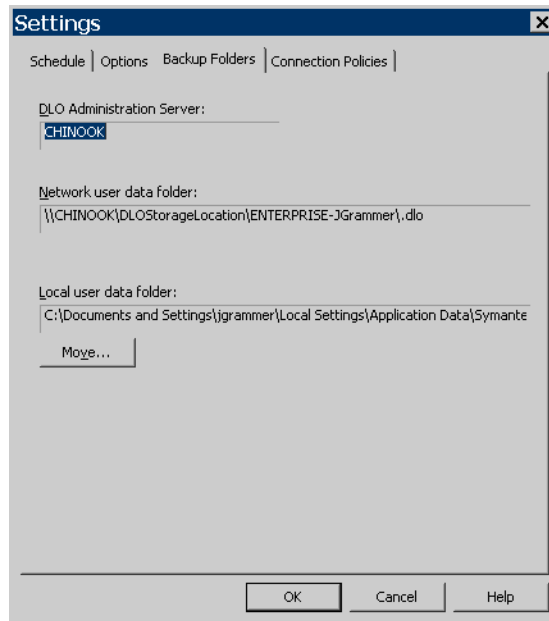 Settings
Schedule Options Backup Folders Connection Policies
DLO Administration Server:
CHINOOK
Network user data folder:
\\CHINOOK\DLOStorageLocation\ENTERPRISE-JGrammer\.dlo
Local user data folder:
C:\Documents and Settings\jgrammer\Local Settings\Application Data\Symante
Move...
OK Cancel Help